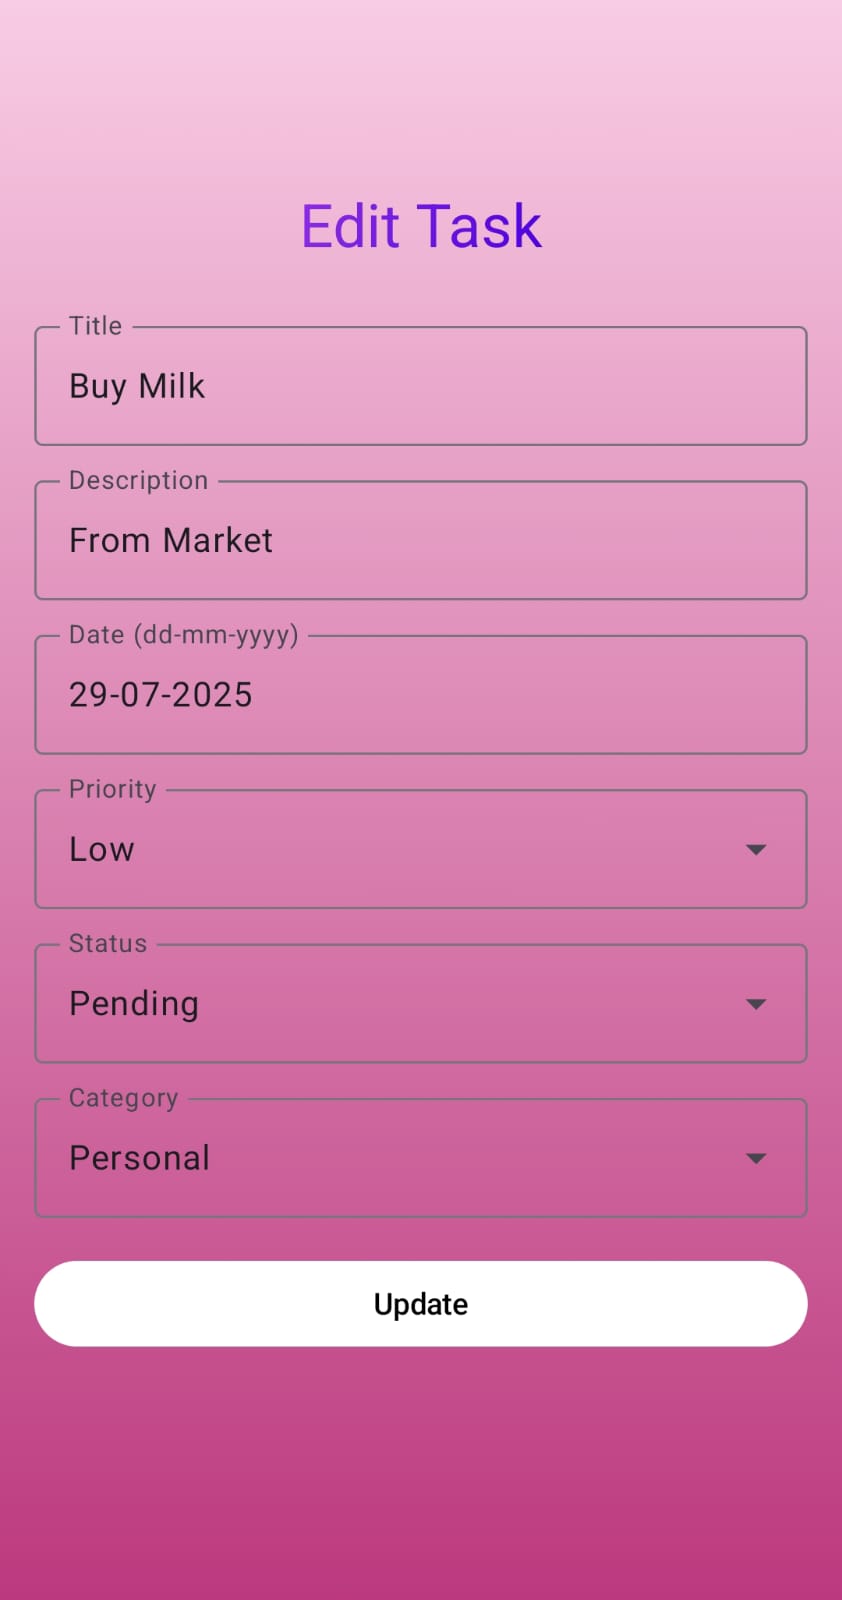 Edit Task
Title
Buy Milk
Description
From Market
Date (dd-mm-yyyy)
29-07-2025
Priority
Low
Status
Pending
Category
Personal
Update